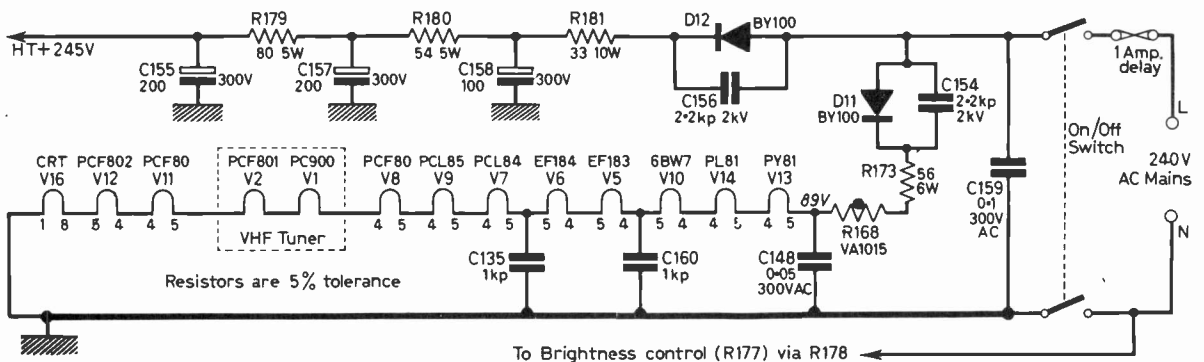 HT+245V
R179
80 5W
R180
54 5W
R181
33 10W
D12
BY100
C155
200
300V
C157
200
300V
C158
100
300V
C156
2·2kp 2kV
D11
BY100
C154
2·2kp
2kV
1 Amp.
delay
L
On/Off
Switch
240V
AC Mains
N
R173
56
6W
C159
0·1
300V
AC
CRT
V16
1 8
PCF802
V12
5 4
PCF80
V11
4 5
PCF801
V2
PC900
V1
VHF Tuner
PCF80
V8
4 5
PCL85
V9
4 5
PCL84
V7
4 5
EF184
V6
4 5
EF183
V5
4 5
6BW7
V10
4 5
PL81
V14
4 5
PY81
V13
4 5
89V
R168
VA1015
C135
1kp
C160
1kp
C148
0·05
300VAC
Resistors are 5% tolerance
To Brightness control (R177) via R178